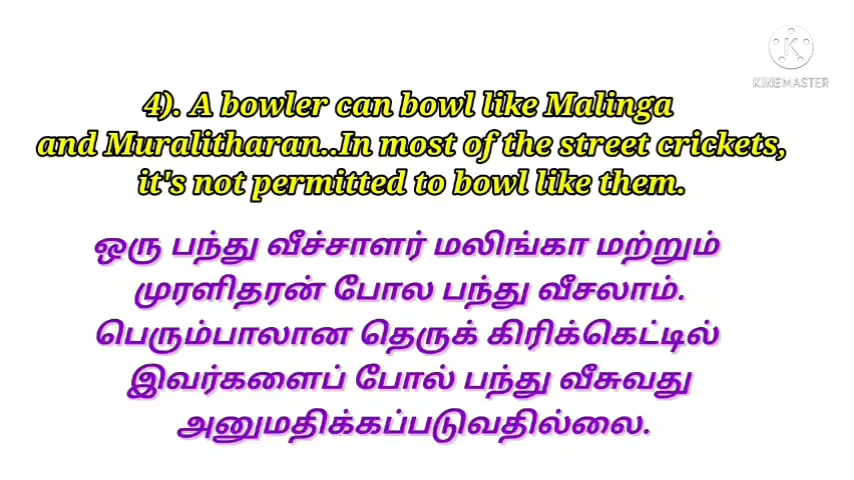 KINEMASTER
4). A bowler can bowl like Malinga
and Muralitharan..In most of the street crickets,
it's not permitted to bowl like them.
ஒரு பந்து வீச்சாளர் மலிங்கா மற்றும்
முரளிதரன் போல பந்து வீசலாம்.
பெரும்பாலான தெருக் கிரிக்கெட்டில்
இவர்களைப் போல் பந்து வீசுவது
அனுமதிக்கப்படுவதில்லை.